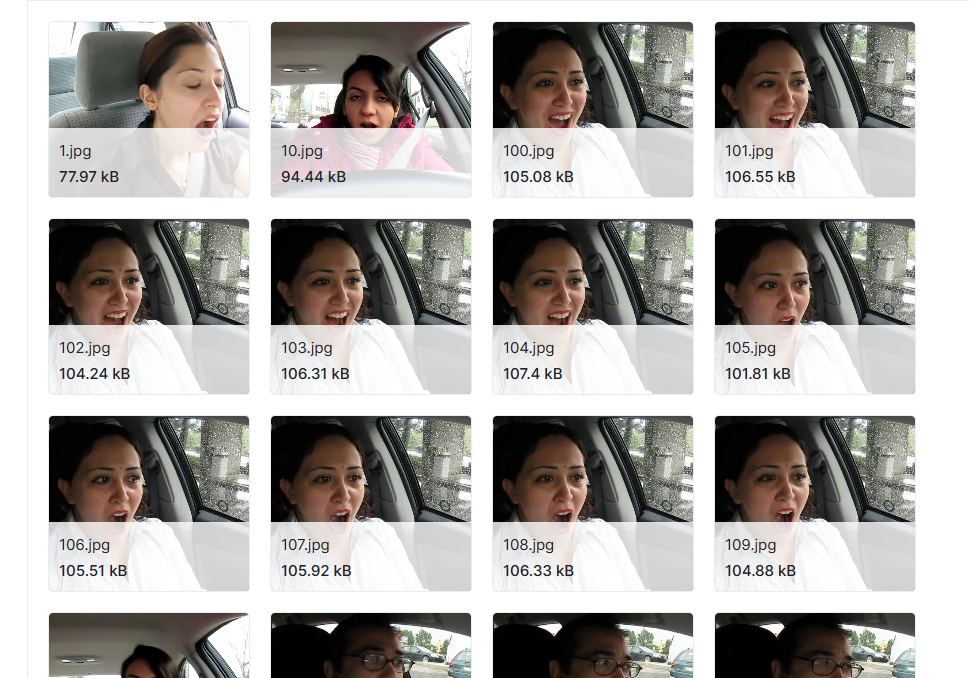 1.jpg
77.97 kB
10.jpg
94.44 kB
100.jpg
105.08 kB
101.jpg
106.55 kB
102.jpg
104.24 kB
103.jpg
106.31 kB
104.jpg
107.4 kB
105.jpg
101.81 kB
106.jpg
105.51 kB
107.jpg
105.92 kB
108.jpg
106.33 kB
109.jpg
104.88 kB